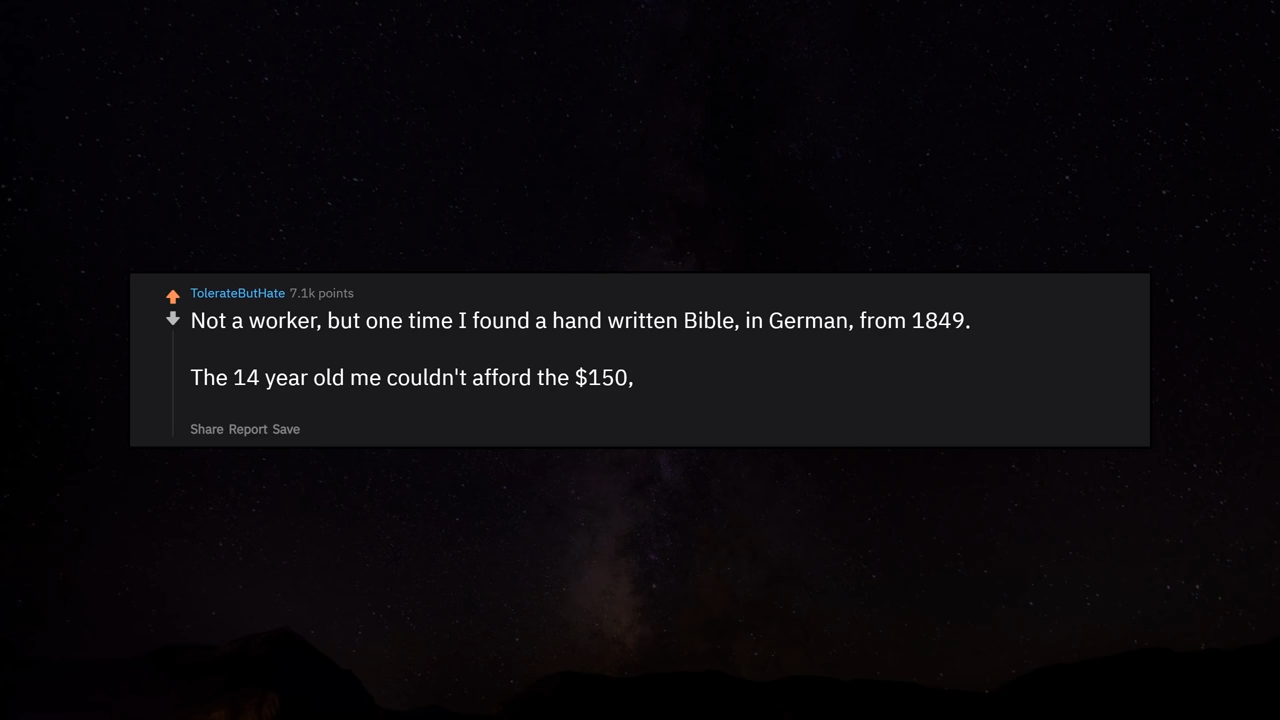 TolerateButHate 7.1k points
Not a worker, but one time I found a hand written Bible, in German, from 1849.
The 14 year old me couldn't afford the $150,
Share Report Save